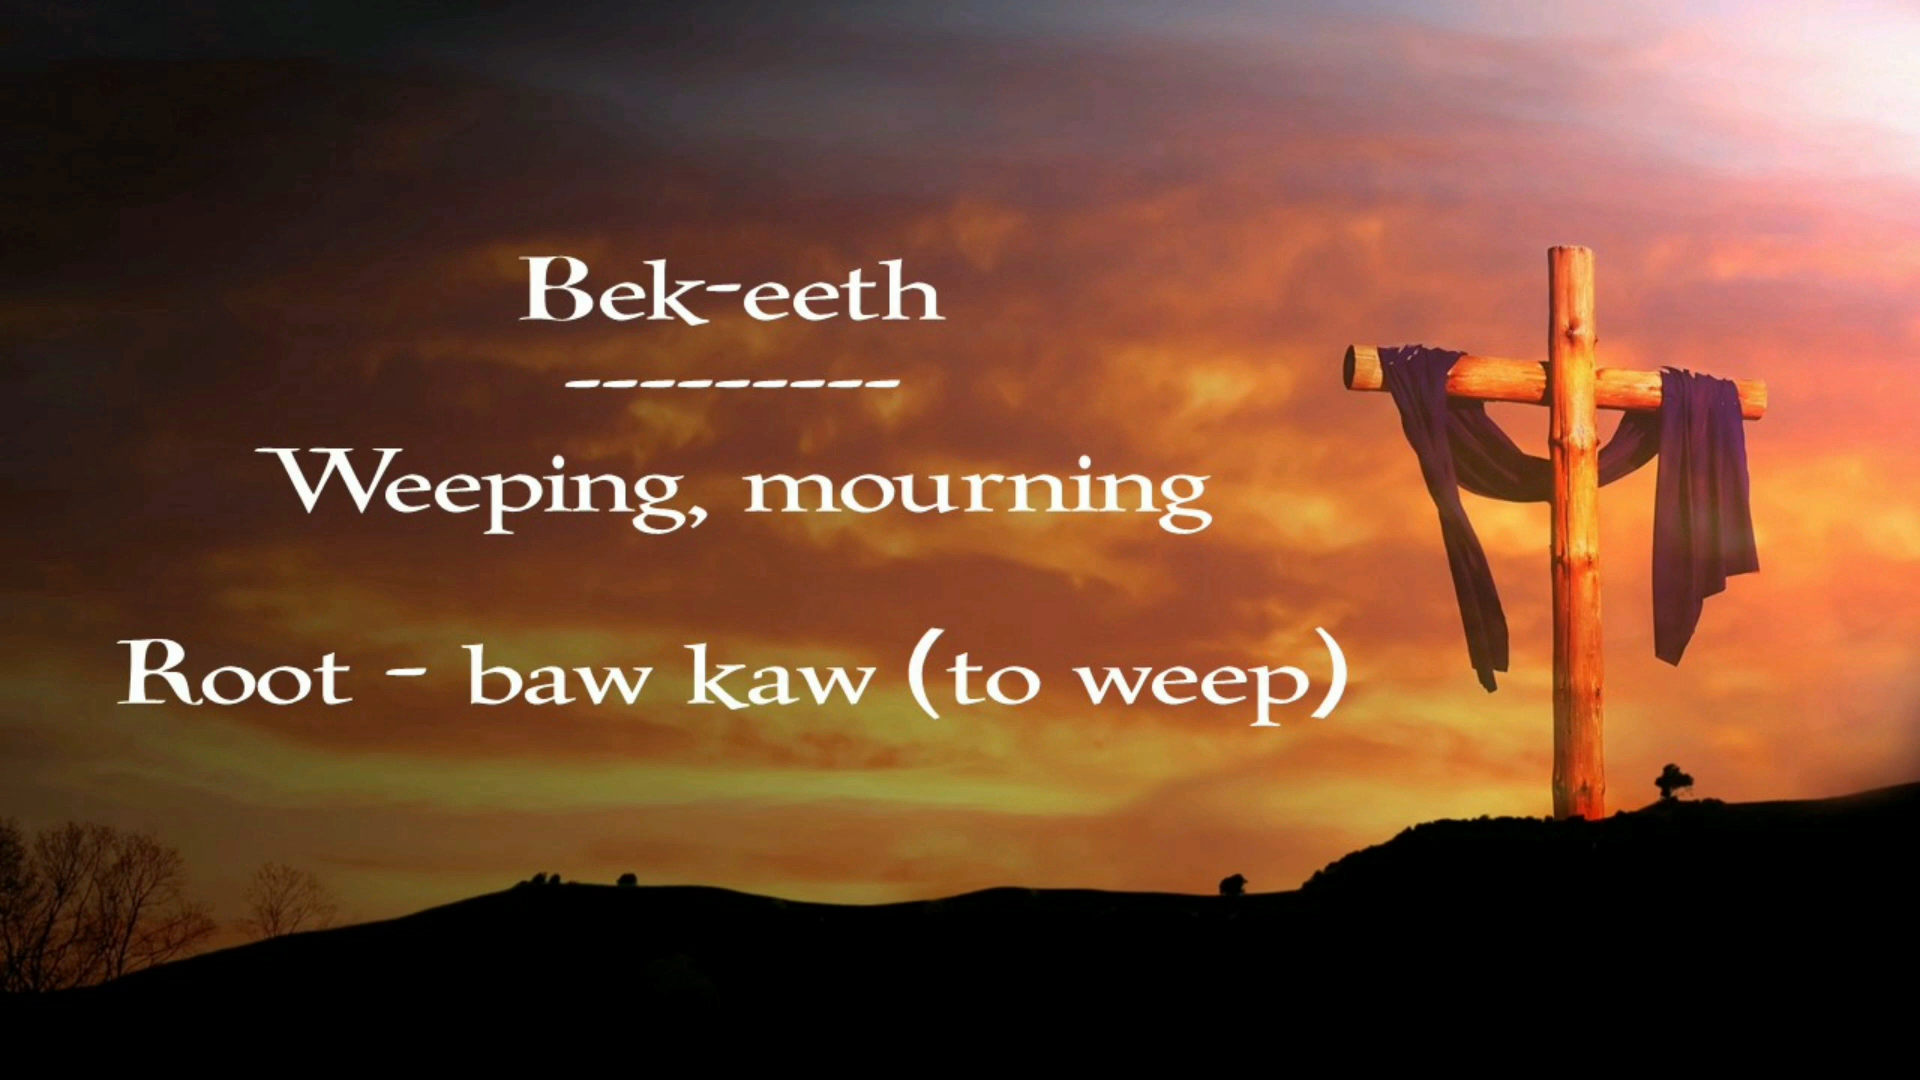 Bek-eeth
---------
Weeping, mourning
Root - baw kaw (to weep)